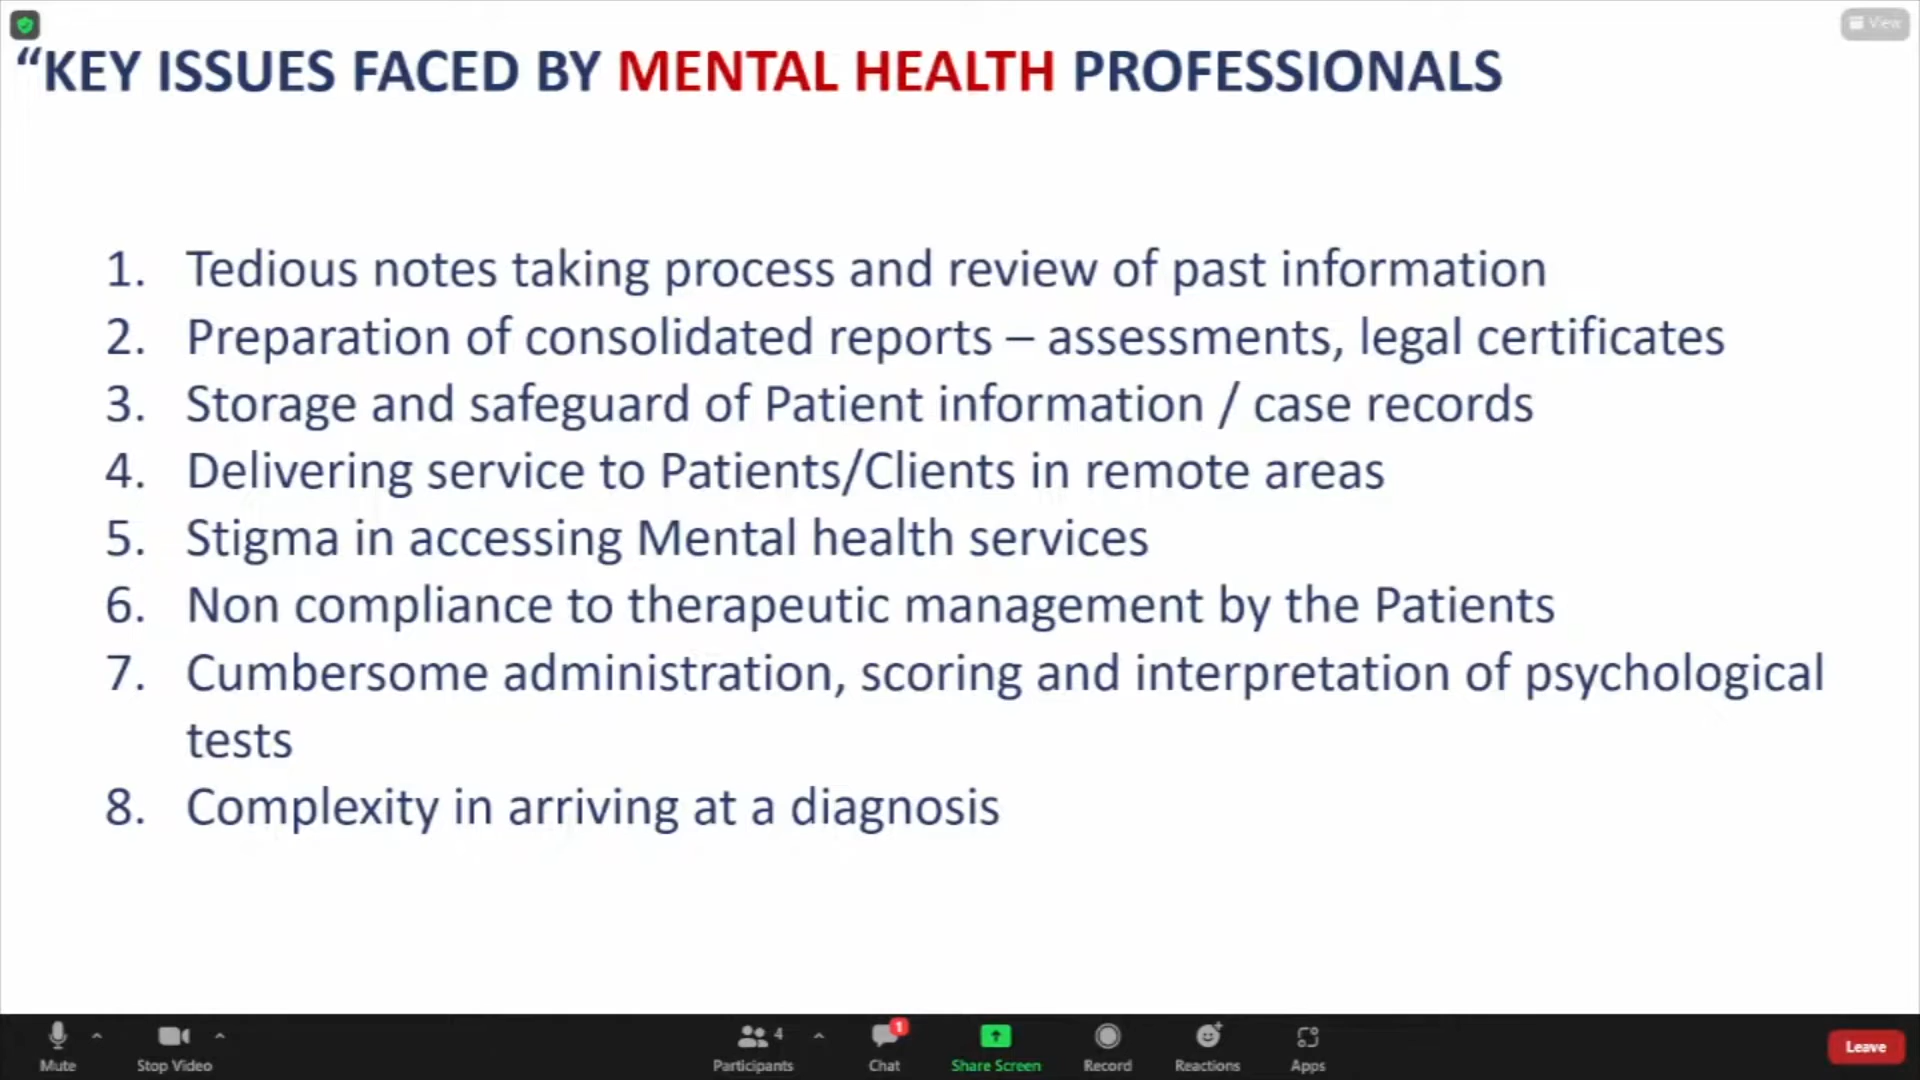 View
“KEY ISSUES FACED BY MENTAL HEALTH PROFESSIONALS
1. Tedious notes taking process and review of past information
2. Preparation of consolidated reports – assessments, legal certificates
3. Storage and safeguard of Patient information / case records
4. Delivering service to Patients/Clients in remote areas
5. Stigma in accessing Mental health services
6. Non compliance to therapeutic management by the Patients
7. Cumbersome administration, scoring and interpretation of psychological
tests
8. Complexity in arriving at a diagnosis
4 1
Mute Stop Video Participants Chat Share Screen Record Reactions Apps Leave